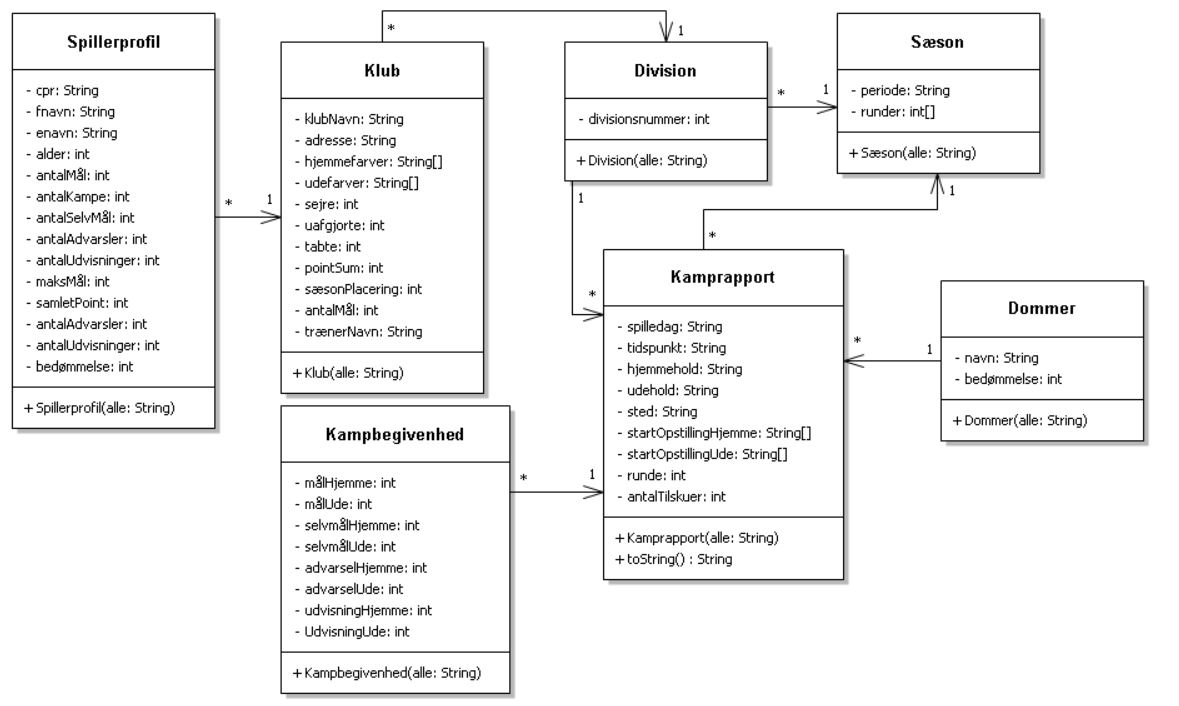 Spillerprofil
- cpr: String
- fnavn: String
- enavn: String
- alder: int
- antalMål: int
- antalKampe: int
- antalSelvMål: int
- antalAdvarsler: int
- antalUdvisninger: int
- maksMål: int
- samletPoint: int
- antalAdvarsler: int
- antalUdvisninger: int
- bedømmelse: int
+ Spillerprofil(alle: String)
* 1
Klub
- klubNavn: String
- adresse: String
- hjemmefarver: String[]
- udefarver: String[]
- sejre: int
- uafgjorte: int
- tabte: int
- pointSum: int
- sæsonPlacering: int
- antalMål: int
- trænerNavn: String
+ Klub(alle: String)
* 1
Division
- divisionsnummer: int
+ Division(alle: String)
* 1
Sæson
- periode: String
- runder: int[]
+ Sæson(alle: String)
1
*
* 1
Kamprapport
- spilledag: String
- tidspunkt: String
- hjemmehold: String
- udehold: String
- sted: String
- startOpstillingHjemme: String[]
- startOpstillingUde: String[]
- runde: int
- antalTilskuer: int
+ Kamprapport(alle: String)
+ toString() : String
* 1
Dommer
- navn: String
- bedømmelse: int
+ Dommer(alle: String)
Kampbegivenhed
- målHjemme: int
- målUde: int
- selvmålHjemme: int
- selvmålUde: int
- advarselHjemme: int
- advarselUde: int
- udvisningHjemme: int
- UdvisningUde: int
+ Kampbegivenhed(alle: String)
* 1